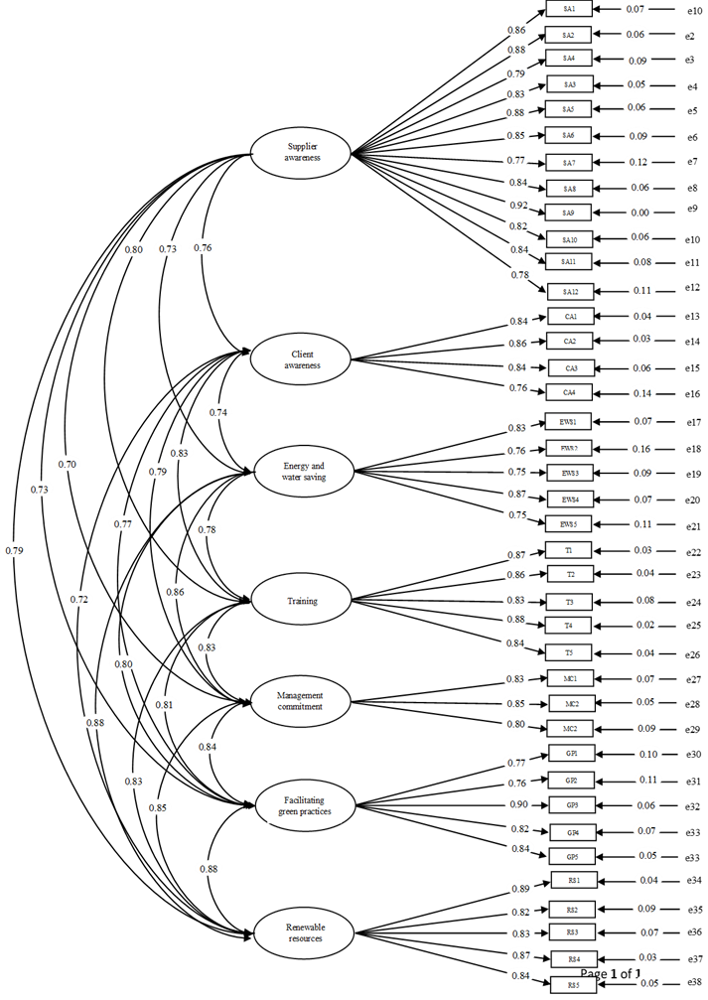 SA1 0.07 e10
0.86
SA2 0.06 e2
0.88
SA4 0.09 e3
0.79
SA3 0.05 e4
0.83
SA5 0.06 e5
0.88
SA6 0.09 e6
0.85
Supplier
awareness
0.77 SA7 0.12 e7
0.84 SA8 0.06 e8
0.92 SA9 0.00 e9
0.82
SA10 0.06 e10
0.84 SA11 0.08 e11
0.80 0.73 0.76
0.78
SA12 0.11 e12
CA1 0.04 e13
0.84
CA2 0.03 e14
0.86
Client
awareness
0.84 CA3 0.06 e15
0.76 CA4 0.14 e16
0.74
EWS1 0.07 e17
0.83
EWS2 0.16 e18
0.76
0.83
0.70 0.79
Energy and
water saving
0.75 EWS3 0.09 e19
0.73
0.87 EWS4 0.07 e20
0.75 EWS5 0.11 e21
0.77
0.78
0.79
T1 0.03 e22
0.87
T2 0.04 e23
0.86
0.86
0.72
Training
0.83 T3 0.08 e24
0.88 T4 0.02 e25
0.84
0.83
T5 0.04 e26
0.80
MC1 0.07 e27
0.83
Management
commitment
0.81
0.85 MC2 0.05 e28
0.88
0.80 MC2 0.09 e29
0.84
GP1 0.10 e30
0.77
GP2 0.11 e31
0.76
0.83
Facilitating
green practices
0.90 GP3 0.06 e32
0.85
0.82 GP4 0.07 e33
0.84 GP5 0.05 e33
0.88
RS1 0.04 e34
0.89
RS2 0.09 e35
0.82
Renewable
resources
0.83 RS3 0.07 e36
0.87 RS4 0.03 e37
0.84
Page 1 of 1
RS5 0.05 e38